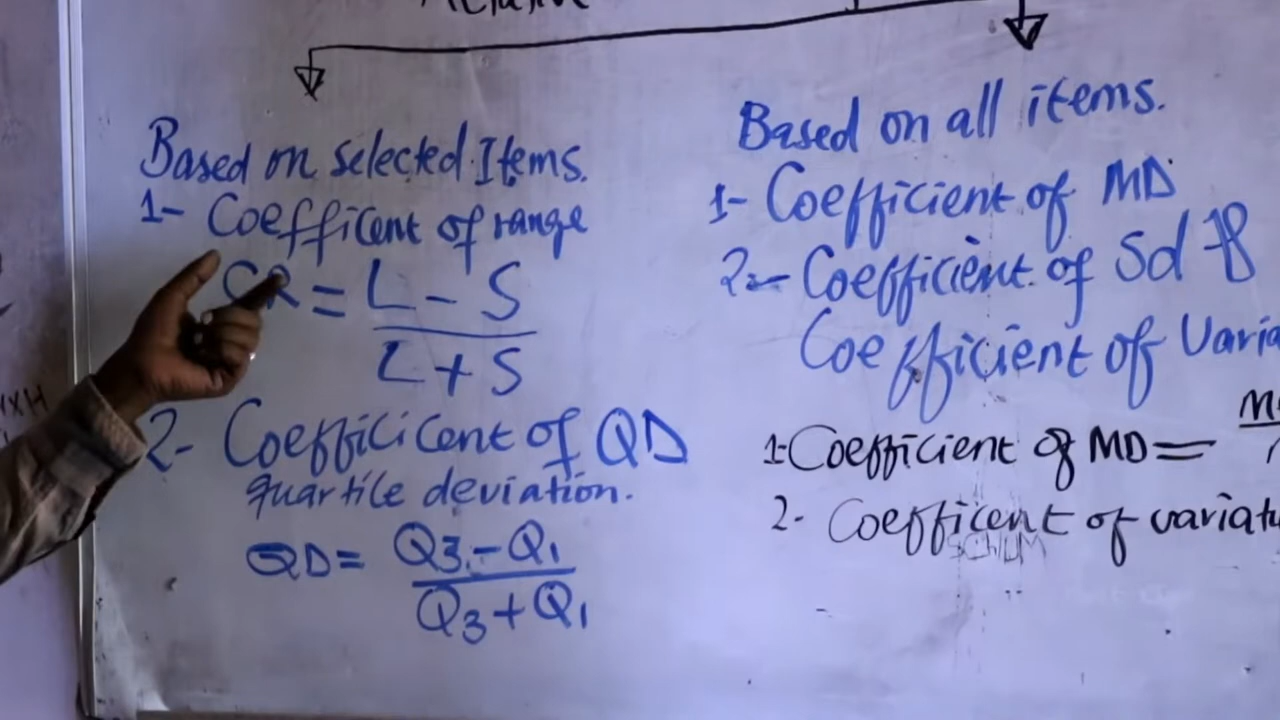 Relative
Based on selected Items.
1- Coefficent of range
CR = L - S
L + S
2- Coefficicent of QD
quartile deviation.
QD = Q3 - Q1
Q3 + Q1
Based on all items.
1- Coefficient of MD
2- Coefficient of Sd
Coefficient of Varia
1-Coefficient of MD =
2- Coefficent of variat